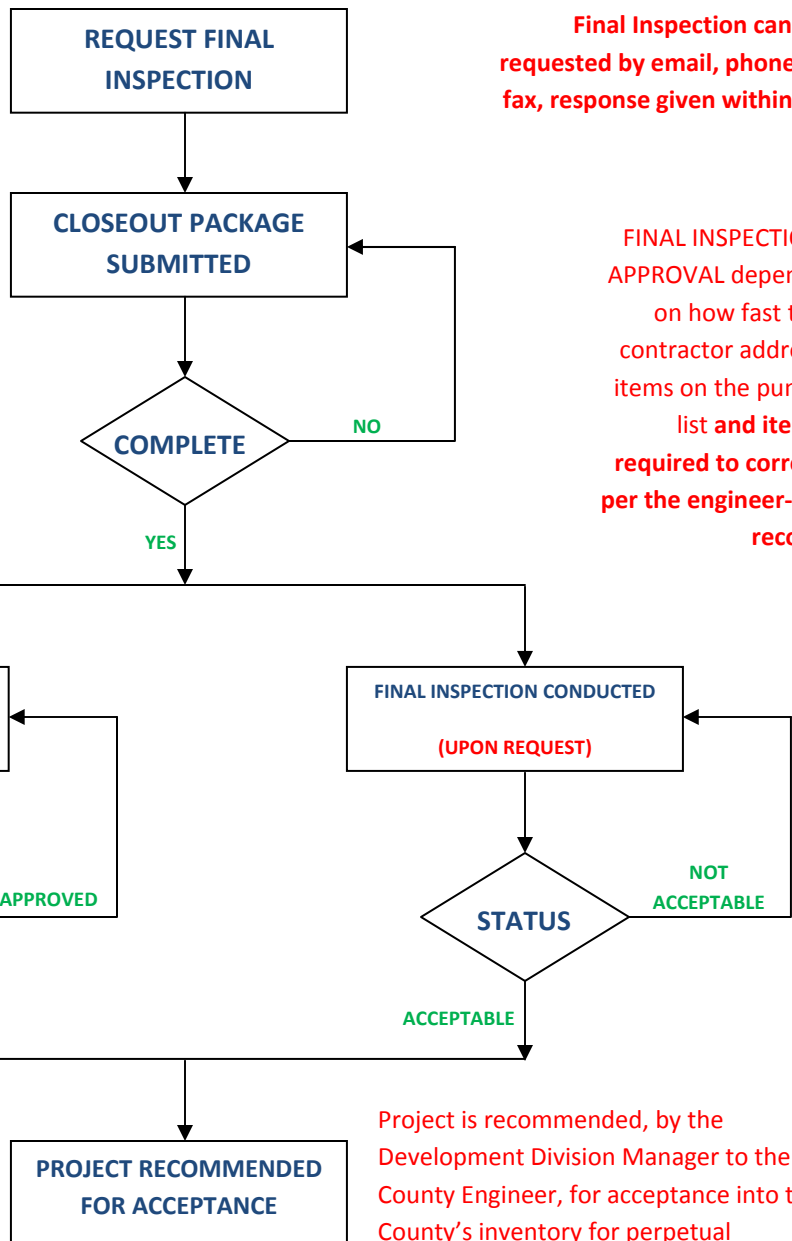 REQUEST FINAL
INSPECTION
Final Inspection can
requested by email, phone
fax, response given within
CLOSEOUT PACKAGE
SUBMITTED
FINAL INSPECTI
APPROVAL depen
on how fast
contractor addre
items on the pun
list and ite
required to corre
per the engineer-
reco
COMPLETE
NO
YES
FINAL INSPECTION CONDUCTED
(UPON REQUEST)
APPROVED
STATUS
NOT
ACCEPTABLE
ACCEPTABLE
PROJECT RECOMMENDED
FOR ACCEPTANCE
Project is recommended, by the
Development Division Manager to the
County Engineer, for acceptance into t
County's inventory for perpetual